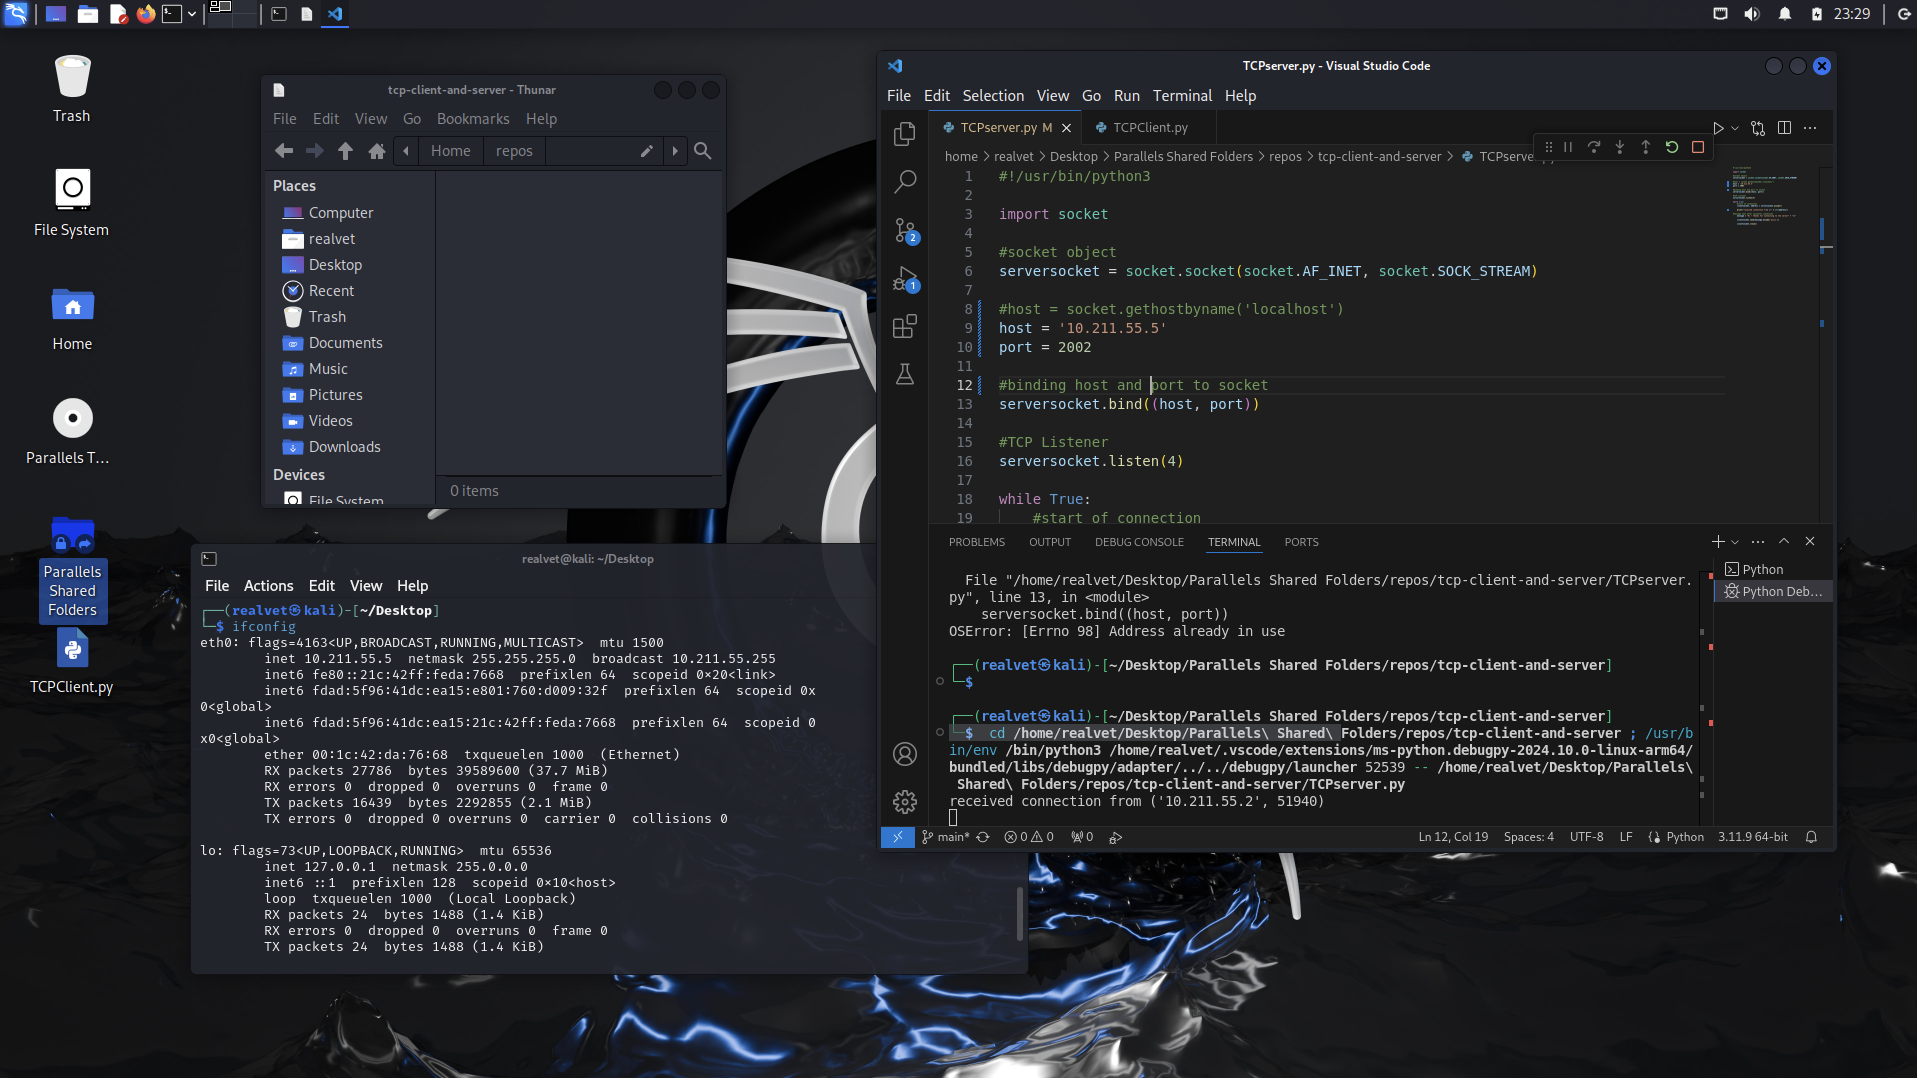 23:29
Trash
File System
Home
Parallels T...
Parallels
Shared
Folders
TCPClient.py
tcp-client-and-server - Thunar
File Edit View Go Bookmarks Help
Home repos
Places
Computer
realvet
Desktop
Recent
Trash
Documents
Music
Pictures
Videos
Downloads
Devices
File System
0 items
realvet@kali: ~/Desktop
File Actions Edit View Help
┌──(realvet㉿kali)-[~/Desktop]
└─$ ifconfig
eth0: flags=4163<UP,BROADCAST,RUNNING,MULTICAST>  mtu 1500
        inet 10.211.55.5  netmask 255.255.255.0  broadcast 10.211.55.255
        inet6 fe80::21c:42ff:feda:7668  prefixlen 64  scopeid 0×20<link>
        inet6 fdad:5f96:41dc:ea15:e801:760:d009:32f  prefixlen 64  scopeid 0x
0<global>
        inet6 fdad:5f96:41dc:ea15:21c:42ff:feda:7668  prefixlen 64  scopeid 0
x0<global>
        ether 00:1c:42:da:76:68  txqueuelen 1000  (Ethernet)
        RX packets 27786  bytes 39589600 (37.7 MiB)
        RX errors 0  dropped 0  overruns 0  frame 0
        TX packets 16439  bytes 2292855 (2.1 MiB)
        TX errors 0  dropped 0 overruns 0  carrier 0  collisions 0
lo: flags=73<UP,LOOPBACK,RUNNING>  mtu 65536
        inet 127.0.0.1  netmask 255.0.0.0
        inet6 ::1  prefixlen 128  scopeid 0×10<host>
        loop  txqueuelen 1000  (Local Loopback)
        RX packets 24  bytes 1488 (1.4 KiB)
        RX errors 0  dropped 0  overruns 0  frame 0
        TX packets 24  bytes 1488 (1.4 KiB)
TCPserver.py - Visual Studio Code
File Edit Selection View Go Run Terminal Help
TCPserver.py M TCPClient.py
home > realvet > Desktop > Parallels Shared Folders > repos > tcp-client-and-server > TCPserver.py
2
1
1 #!/usr/bin/python3
2
3 import socket
4
5 #socket object
6 serversocket = socket.socket(socket.AF_INET, socket.SOCK_STREAM)
7
8 #host = socket.gethostbyname('localhost')
9 host = '10.211.55.5'
10 port = 2002
11
12 #binding host and port to socket
13 serversocket.bind((host, port))
14
15 #TCP Listener
16 serversocket.listen(4)
17
18 while True:
19     #start of connection
PROBLEMS OUTPUT DEBUG CONSOLE TERMINAL PORTS
Python
Python Deb...
  File "/home/realvet/Desktop/Parallels Shared Folders/repos/tcp-client-and-server/TCPserver.
py", line 13, in <module>
    serversocket.bind((host, port))
OSError: [Errno 98] Address already in use
┌──(realvet㉿kali)-[~/Desktop/Parallels Shared Folders/repos/tcp-client-and-server]
└─$
┌──(realvet㉿kali)-[~/Desktop/Parallels Shared Folders/repos/tcp-client-and-server]
└─$  cd /home/realvet/Desktop/Parallels\ Shared\ Folders/repos/tcp-client-and-server ; /usr/b
in/env /bin/python3 /home/realvet/.vscode/extensions/ms-python.debugpy-2024.10.0-linux-arm64/
bundled/libs/debugpy/adapter/../../debugpy/launcher 52539 -- /home/realvet/Desktop/Parallels\
 Shared\ Folders/repos/tcp-client-and-server/TCPserver.py
received connection from ('10.211.55.2', 51940)
main* 0 0 0 Ln 12, Col 19 Spaces: 4 UTF-8 LF Python 3.11.9 64-bit